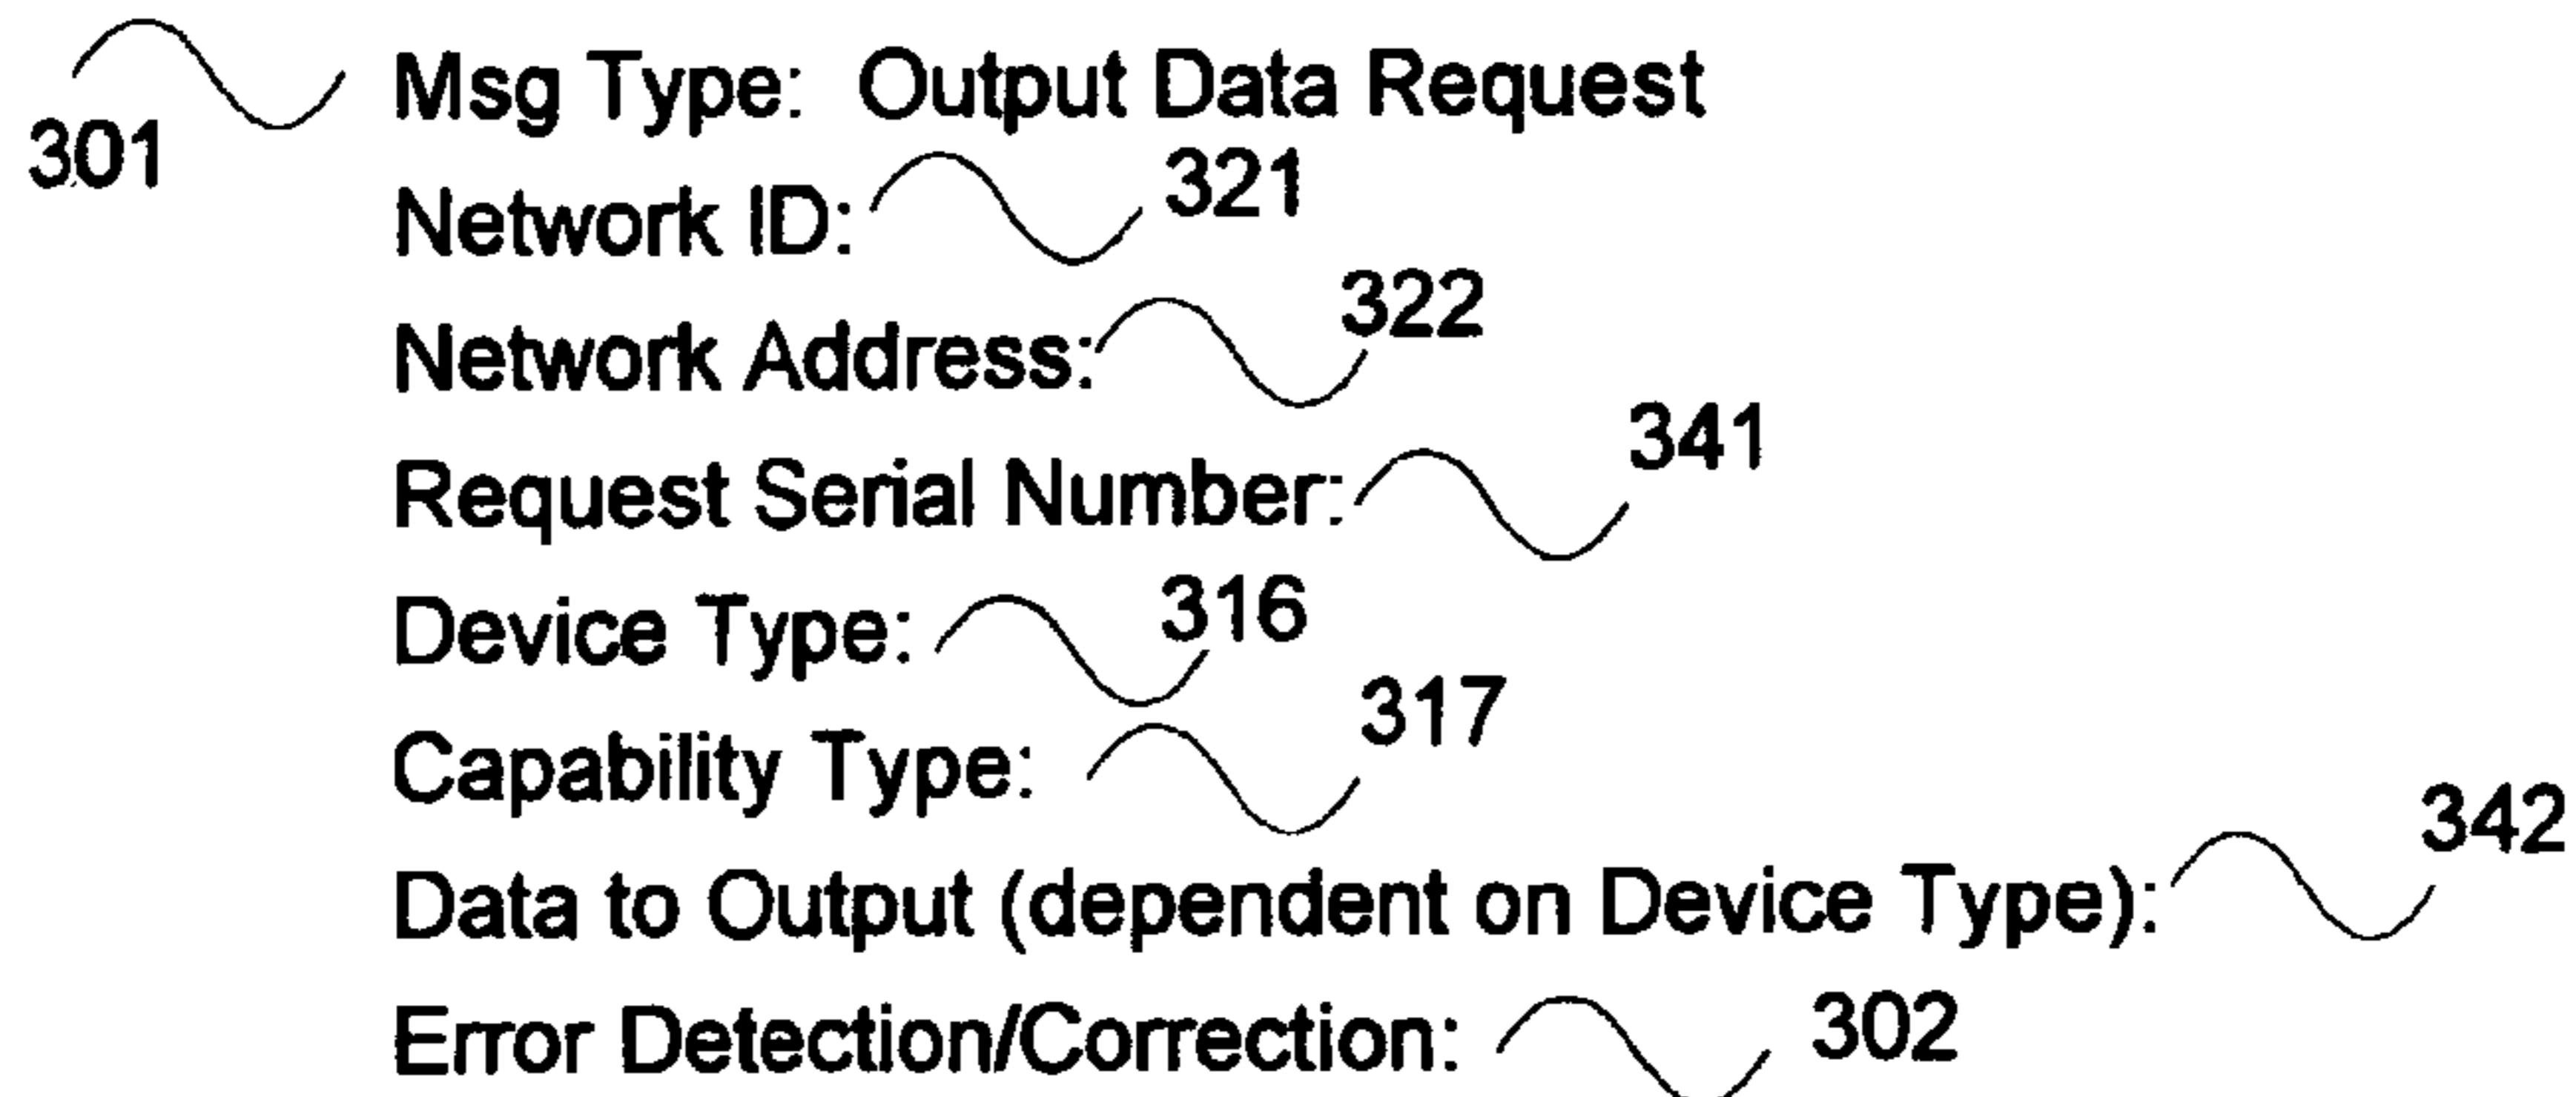 301 Msg Type: Output Data Request
Network ID: 321
Network Address: 322
Request Serial Number: 341
Device Type: 316
Capability Type: 317
Data to Output (dependent on Device Type): 342
Error Detection/Correction: 302